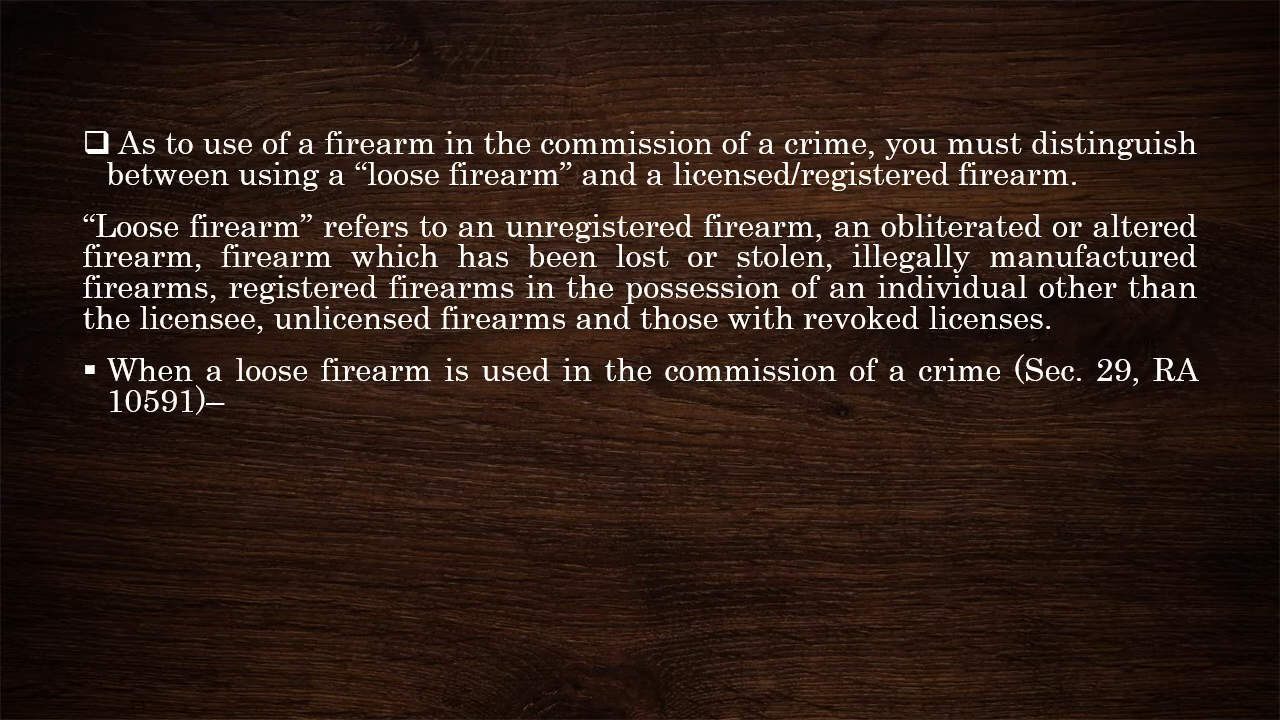 ❑ As to use of a firearm in the commission of a crime, you must distinguish
between using a “loose firearm” and a licensed/registered firearm.
“Loose firearm” refers to an unregistered firearm, an obliterated or altered
firearm, firearm which has been lost or stolen, illegally manufactured
firearms, registered firearms in the possession of an individual other than
the licensee, unlicensed firearms and those with revoked licenses.
▪ When a loose firearm is used in the commission of a crime (Sec. 29, RA
10591)–